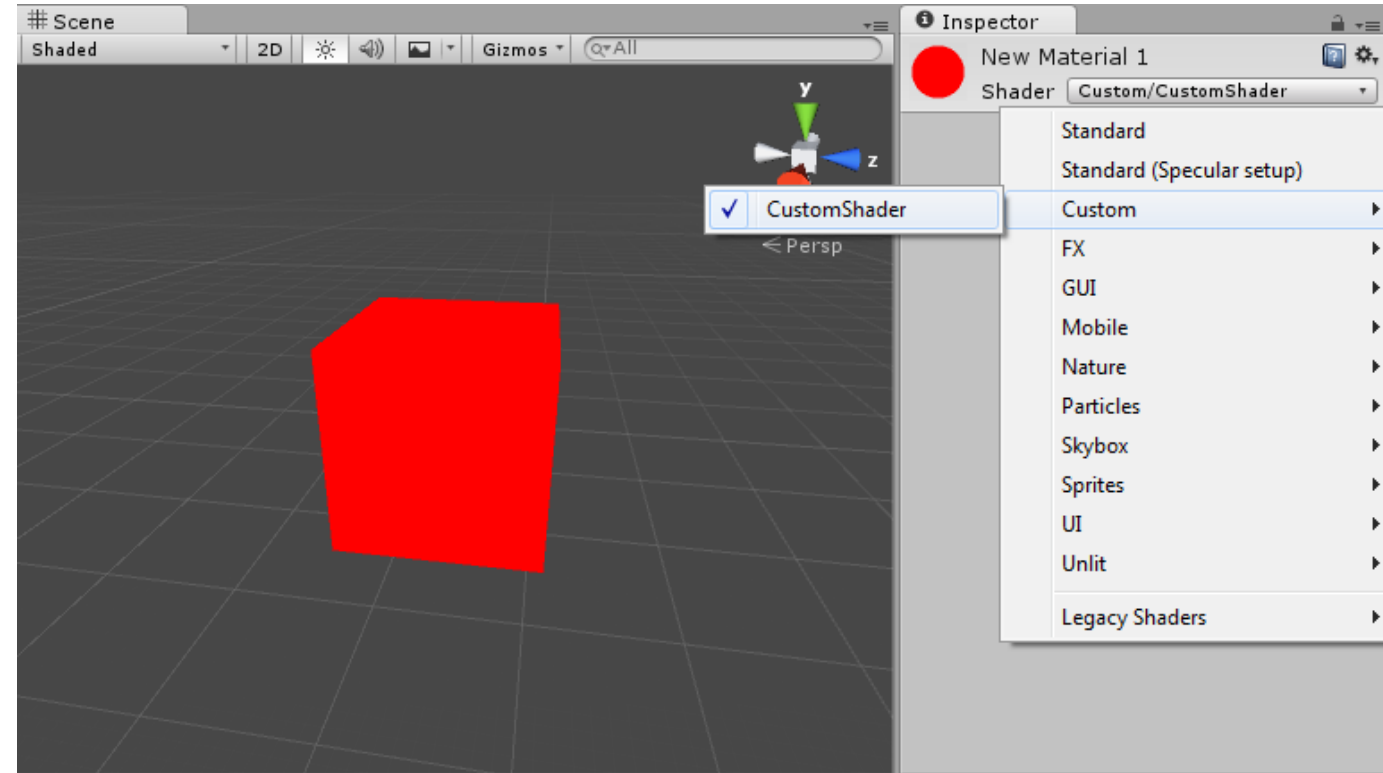 Scene
Inspector
Shaded
2D
Gizmos
All
New Material 1
Shader
Custom/CustomShader
y
z
Persp
CustomShader
Standard
Standard (Specular setup)
Custom
FX
GUI
Mobile
Nature
Particles
Skybox
Sprites
UI
Unlit
Legacy Shaders